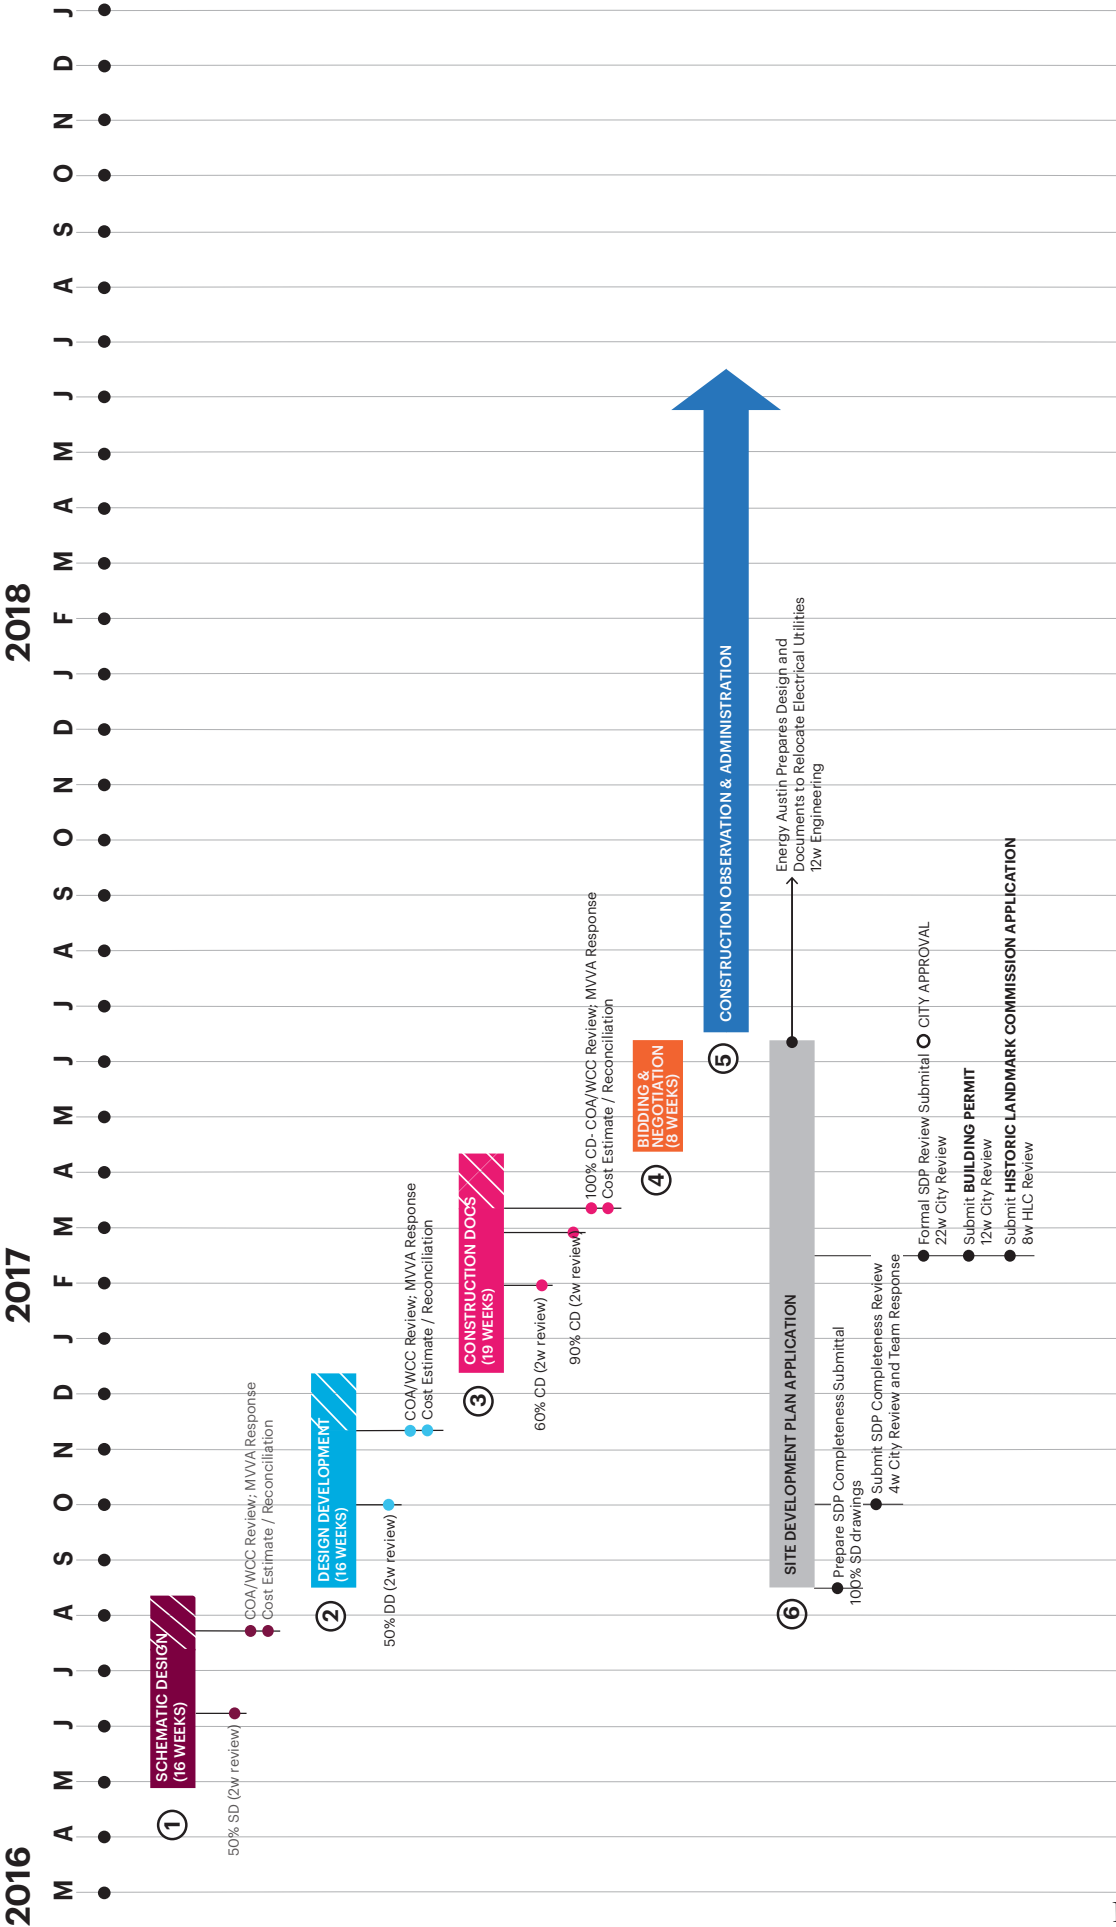 2016
2017
2018
M
A
M
J
J
A
S
O
N
D
J
F
M
A
M
J
J
A
S
O
N
D
J
F
M
A
M
J
J
A
S
O
N
D
J
1
SCHEMATIC DESIGN
(16 WEEKS)
50% SD (2w review)
COA/WCC Review; MVVA Response
Cost Estimate / Reconciliation
2
DESIGN DEVELOPMENT
(16 WEEKS)
50% DD (2w review)
COA/WCC Review; MVVA Response
Cost Estimate / Reconciliation
3
CONSTRUCTION DOCS
(19 WEEKS)
60% CD (2w review)
90% CD (2w review)
100% CD- COA/WCC Review; MVVA Response
Cost Estimate / Reconciliation
4
BIDDING &
NEGOTIATION
(8 WEEKS)
5
CONSTRUCTION OBSERVATION & ADMINISTRATION
6
SITE DEVELOPMENT PLAN APPLICATION
Energy Austin Prepares Design and
Documents to Relocate Electrical Utilities
12w Engineering
Prepare SDP Completeness Submittal
100% SD drawings
Submit SDP Completeness Review
4w City Review and Team Response
Formal SDP Review Submital O CITY APPROVAL
22w City Review
Submit BUILDING PERMIT
12w City Review
Submit HISTORIC LANDMARK COMMISSION APPLICATION
8w HLC Review